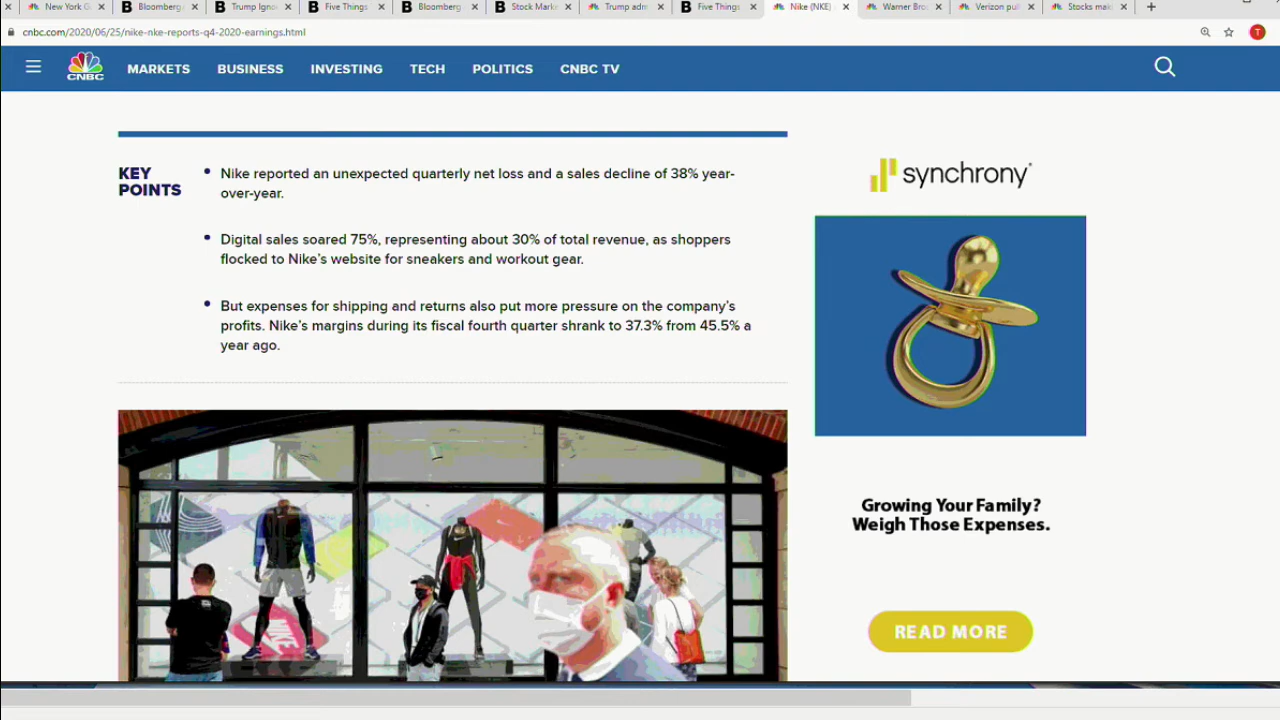 New York G
Bloomberg
Trump Igno
Five Things
Bloomberg
Stock Marke
Trump adm
Five Things
Nike (NKE)
Warner Bro
Verizon pul
Stocks maki
cnbc.com/2020/06/25/nike-nke-reports-q4-2020-earnings.html
T
CNBC
MARKETS BUSINESS INVESTING TECH POLITICS CNBC TV
KEY
POINTS
Nike reported an unexpected quarterly net loss and a sales decline of 38% year-
over-year.
Digital sales soared 75%, representing about 30% of total revenue, as shoppers
flocked to Nike’s website for sneakers and workout gear.
But expenses for shipping and returns also put more pressure on the company’s
profits. Nike’s margins during its fiscal fourth quarter shrank to 37.3% from 45.5% a
year ago.
synchrony
Growing Your Family?
Weigh Those Expenses.
READ MORE
NIKE